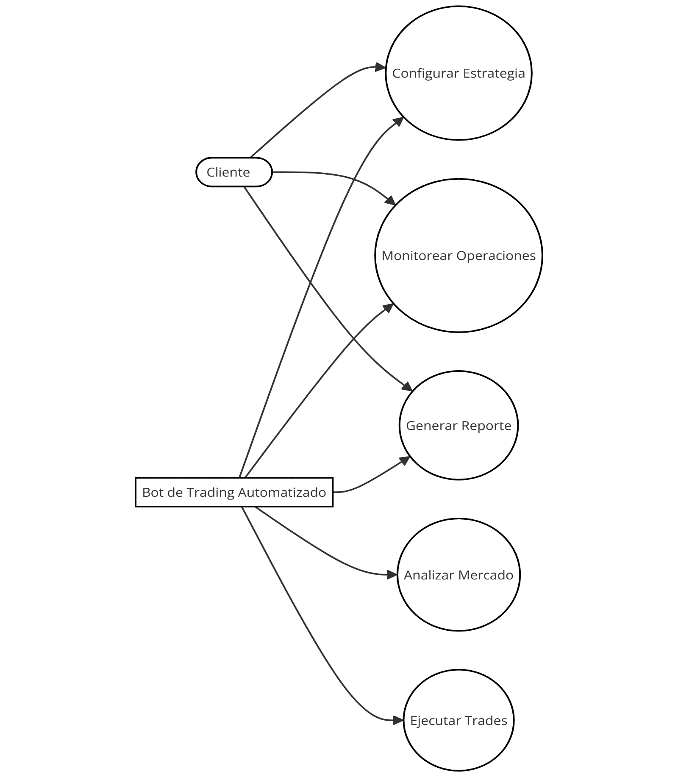 Configurar Estrategia
Cliente
Monitorear Operaciones
Generar Reporte
Bot de Trading Automatizado
Analizar Mercado
Ejecutar Trades